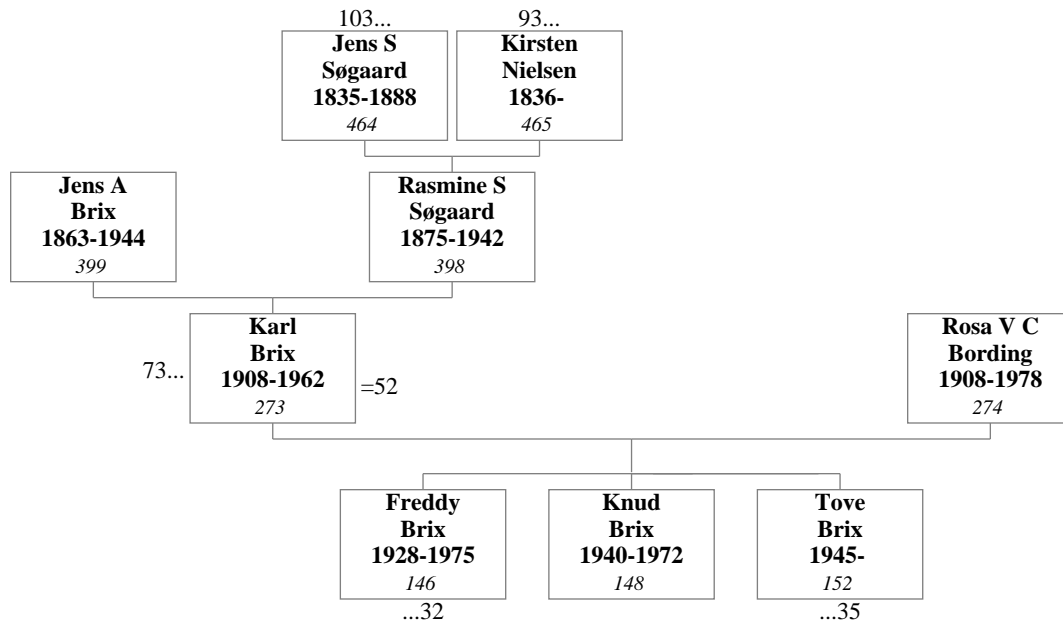 103...
93...
Jens S
Søgaard
1835-1888
464
Kirsten
Nielsen
1836-
465
Jens A
Brix
1863-1944
399
Rasmine S
Søgaard
1875-1942
398
73...
Karl
Brix
1908-1962
273
=52
Rosa V C
Bording
1908-1978
274
Freddy
Brix
1928-1975
146
...32
Knud
Brix
1940-1972
148
Tove
Brix
1945-
152
...35